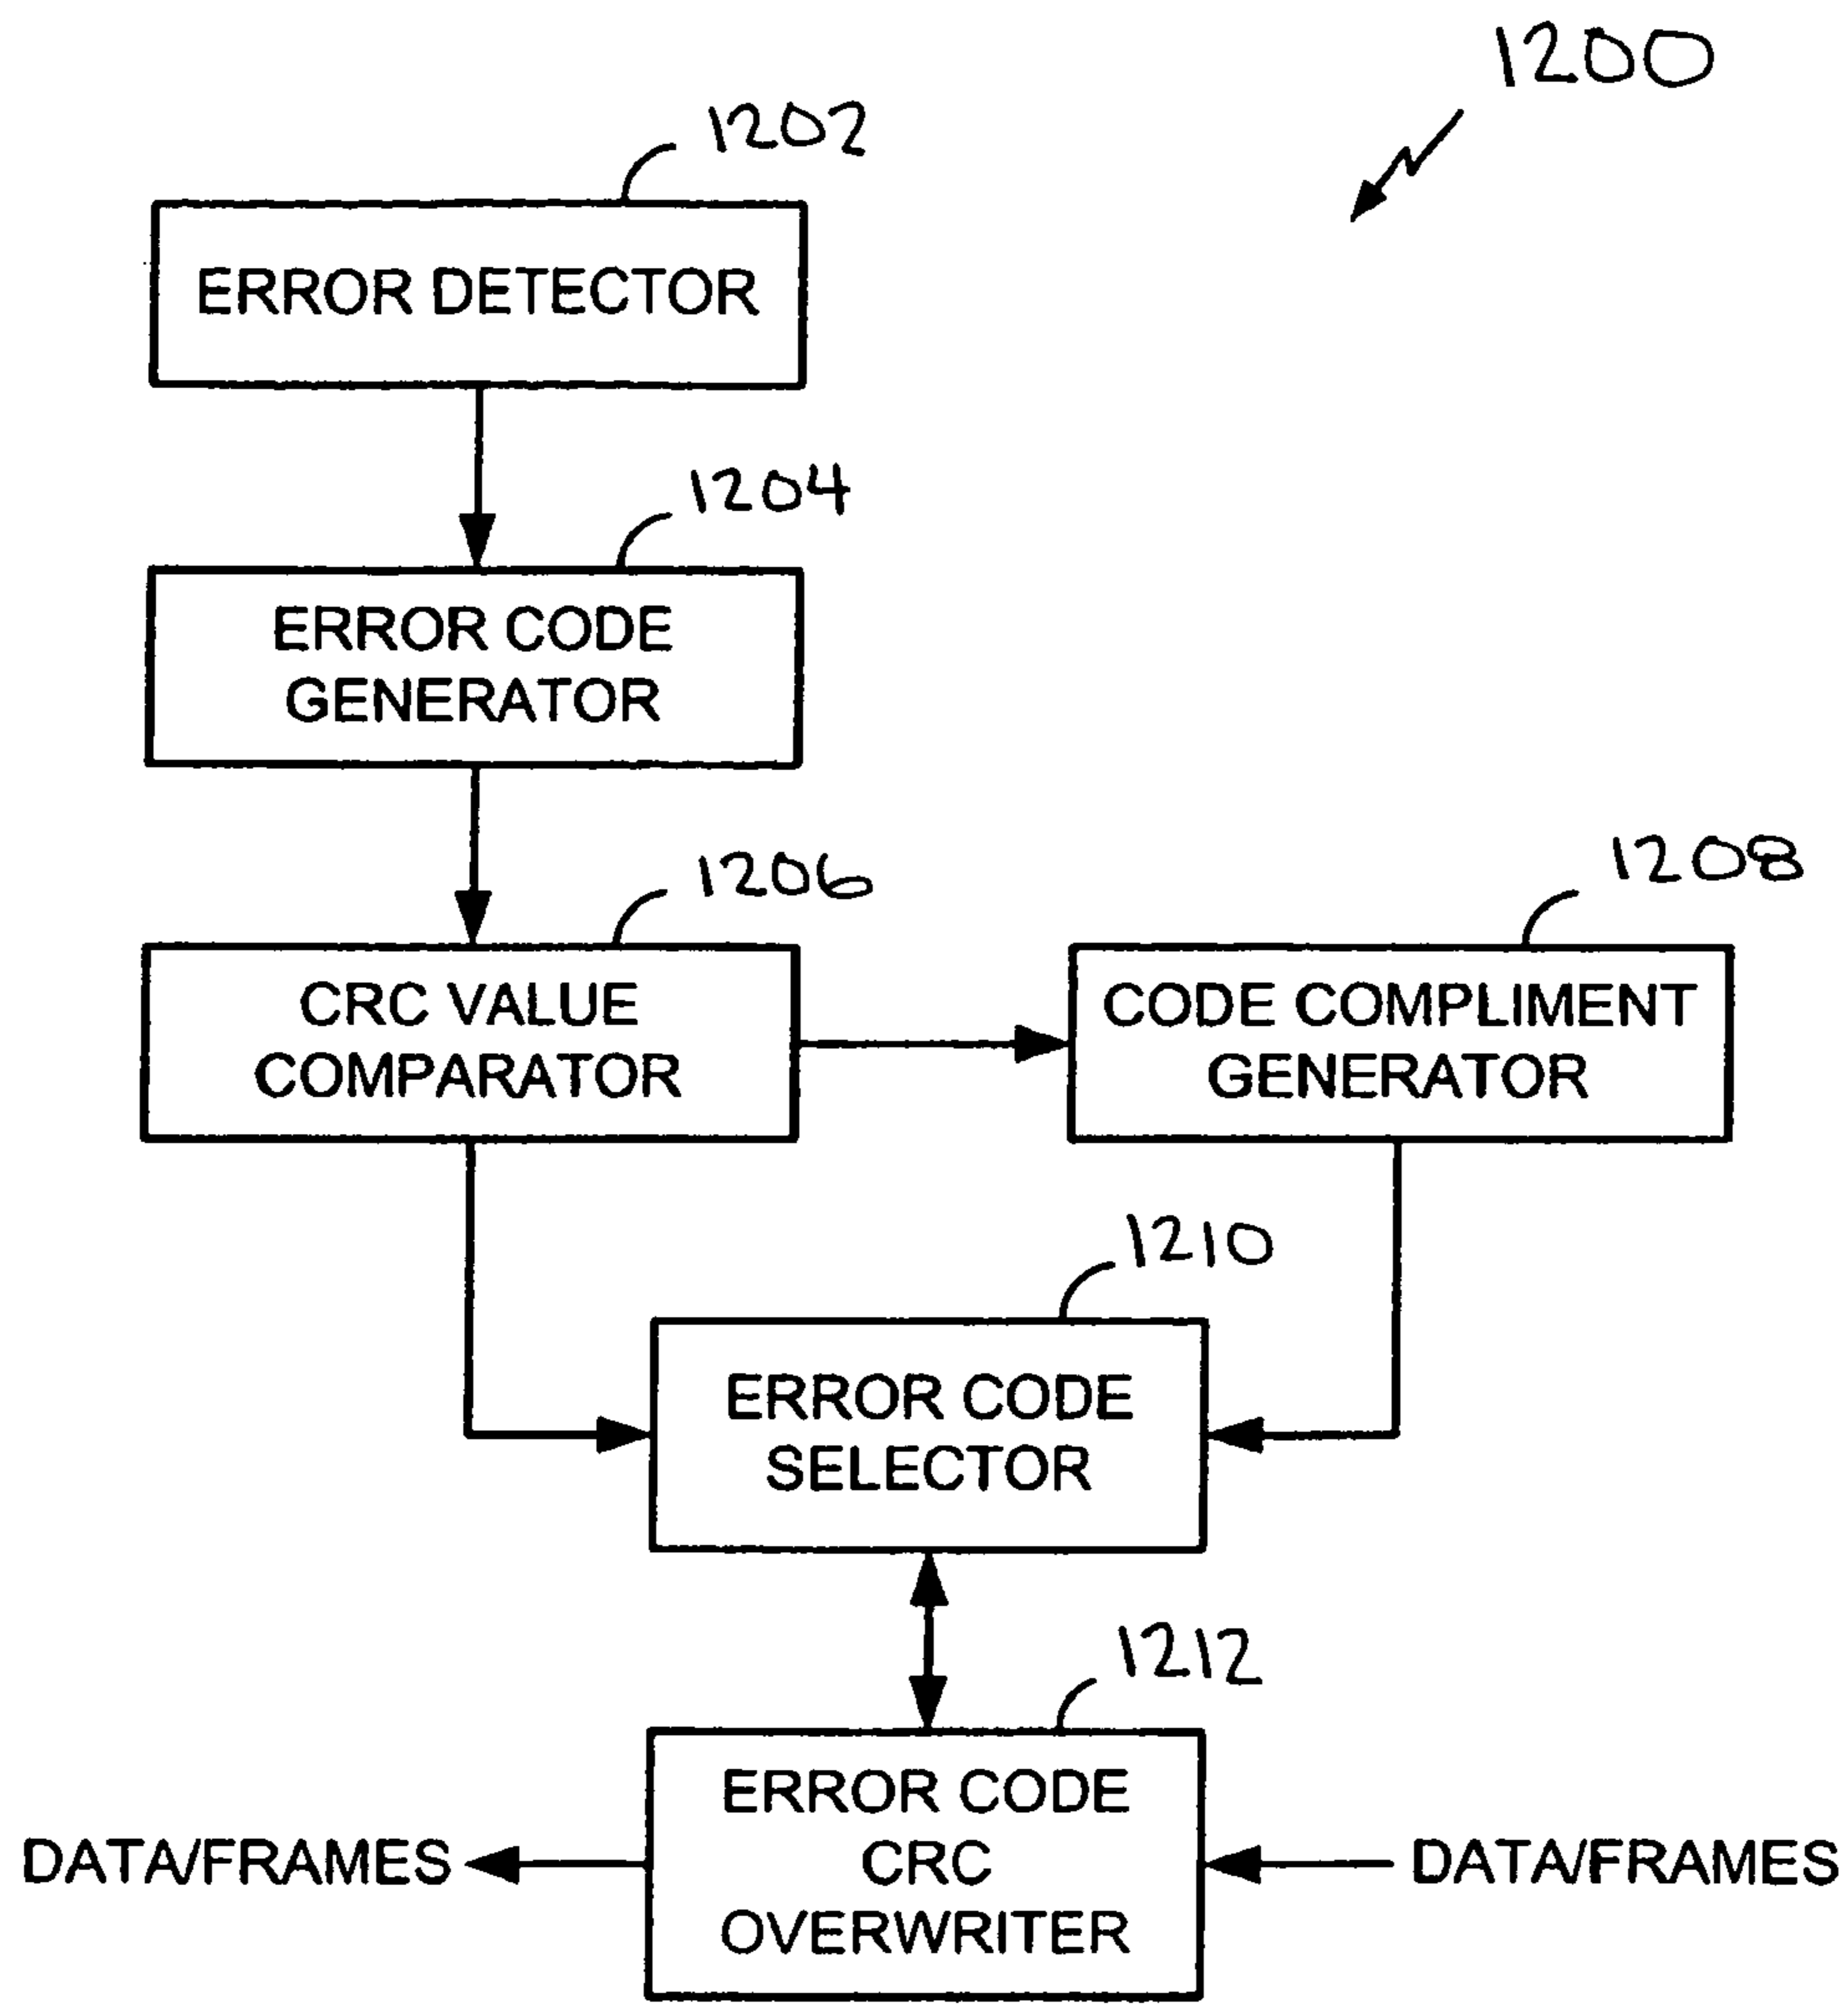 1200
1202
ERROR DETECTOR
1204
ERROR CODE
GENERATOR
1206
1208
CRC VALUE
COMPARATOR
CODE COMPLIMENT
GENERATOR
1210
ERROR CODE
SELECTOR
1212
ERROR CODE
CRC
OVERWRITER
DATA/FRAMES
DATA/FRAMES